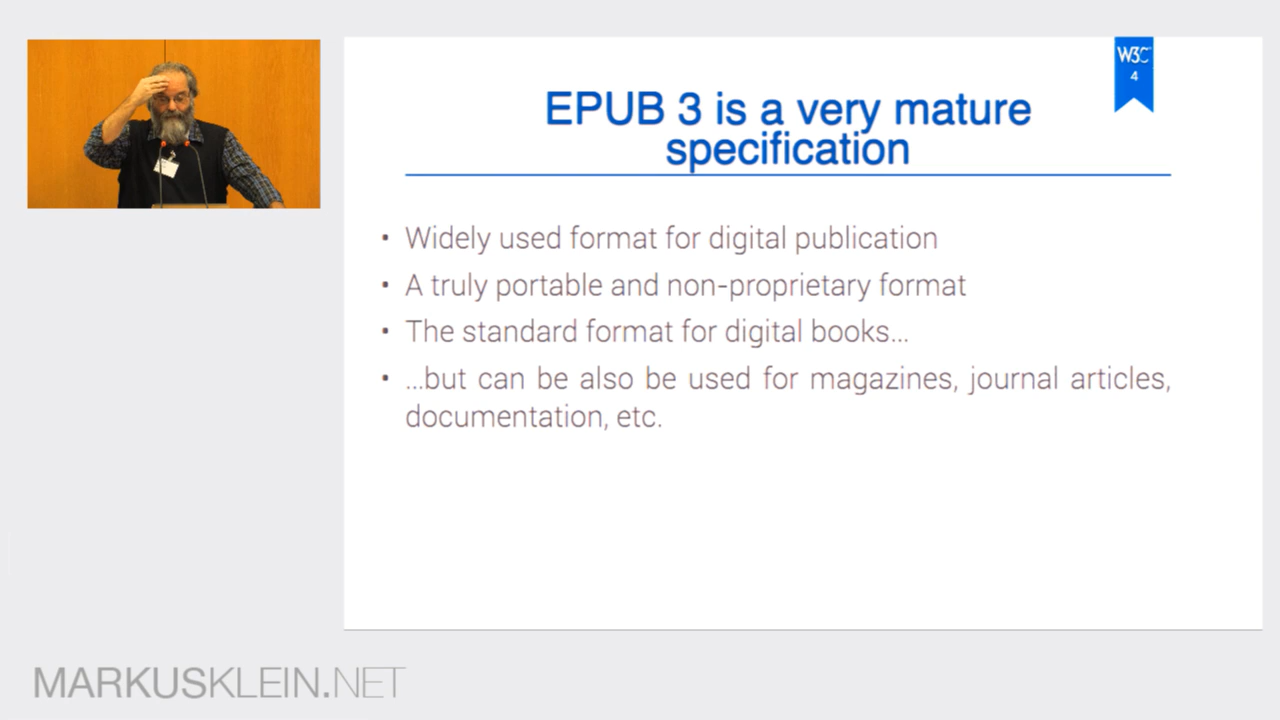 W3C
4
EPUB 3 is a very mature
specification
• Widely used format for digital publication
• A truly portable and non-proprietary format
• The standard format for digital books...
• ...but can be also be used for magazines, journal articles,
documentation, etc.
MARKUSKLEIN.NET